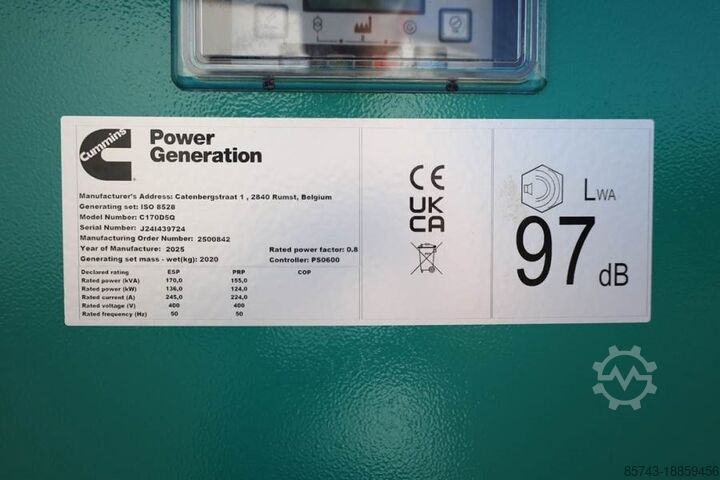 Cummins
Power
Generation
Manufacturer's Address: Catenbergstraat 1 , 2840 Rumst, Belgium
Generating set: ISO 8528
Model Number: C170D5Q
Serial Number: J24I439724
Manufacturing Order Number: 2500842
Year of Manufacture: 2025 Rated power factor: 0.8
Generating set mass - wet(kg): 2020 Controller: PS0600
Declared rating ESP PRP COP
Rated power (kVA) 170,0 155,0
Rated power (kW) 136,0 124,0
Rated current (A) 245,0 224,0
Rated voltage (V) 400 400
Rated frequency (Hz) 50 50
CE
UK
CA
LWA
97 dB
85743-18859456